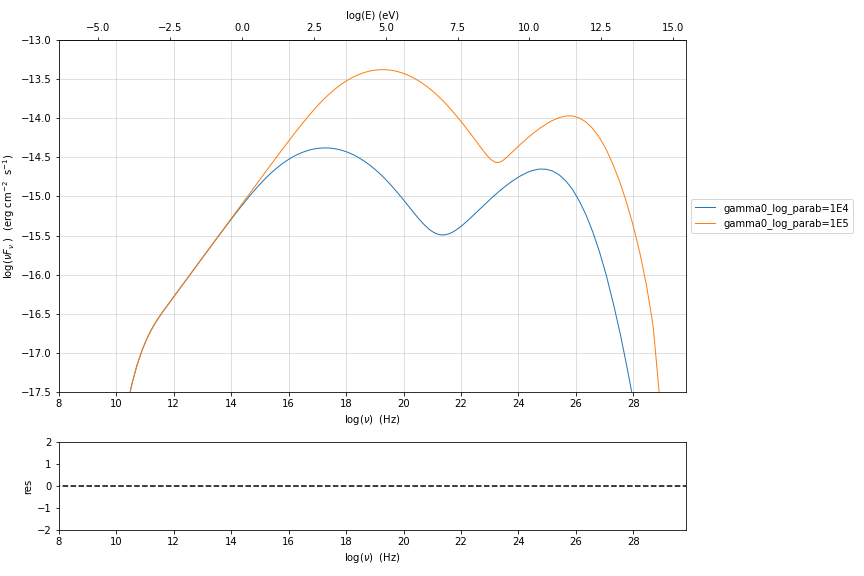 log(E) (eV)
−5.0 −2.5 0.0 2.5 5.0 7.5 10.0 12.5 15.0
−13.0
−13.5
−14.0
−14.5
−15.0
−15.5
−16.0
−16.5
−17.0
−17.5
log(νFν ) (erg cm−2 s−1)
8 10 12 14 16 18 20 22 24 26 28
log(ν) (Hz)
gamma0_log_parab=1E4
gamma0_log_parab=1E5
2
1
0
−1
−2
res
8 10 12 14 16 18 20 22 24 26 28
log(ν) (Hz)